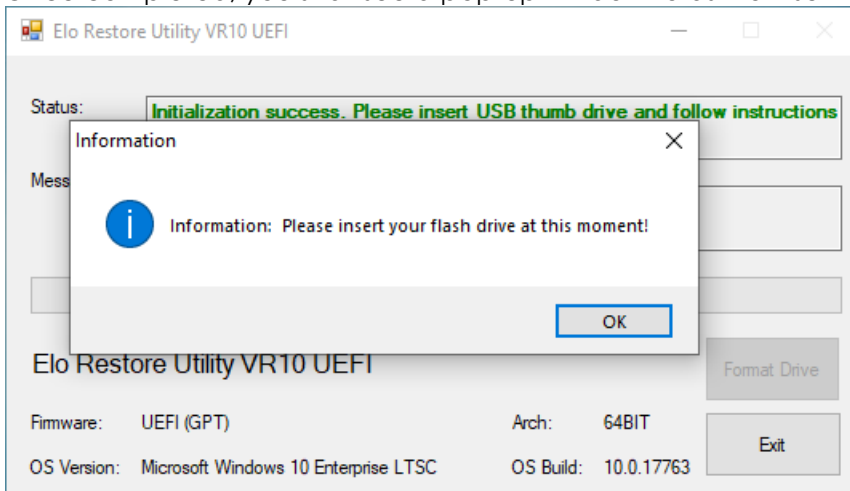 Elo Restore Utility VR10 UEFI
Status:
Initialization success. Please insert USB thumb drive and follow instructions
Information
Mess
Information: Please insert your flash drive at this moment!
OK
Elo Restore Utility VR10 UEFI
Format Drive
Firmware: UEFI (GPT) Arch: 64BIT
Exit
OS Version: Microsoft Windows 10 Enterprise LTSC OS Build: 10.0.17763